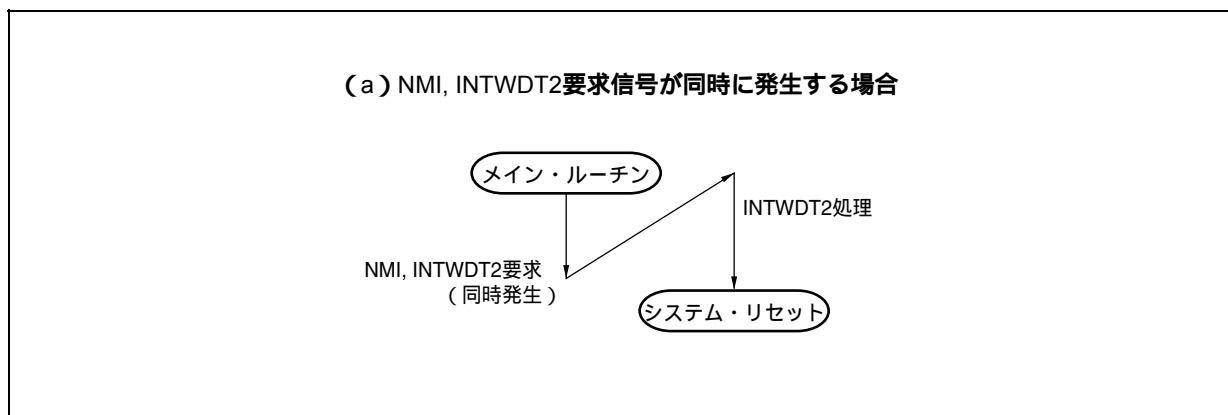 （a）NMI, INTWDT2要求信号が同時に発生する場合
メイン・ルーチン
INTWDT2処理
NMI, INTWDT2要求
（同時発生）
システム・リセット